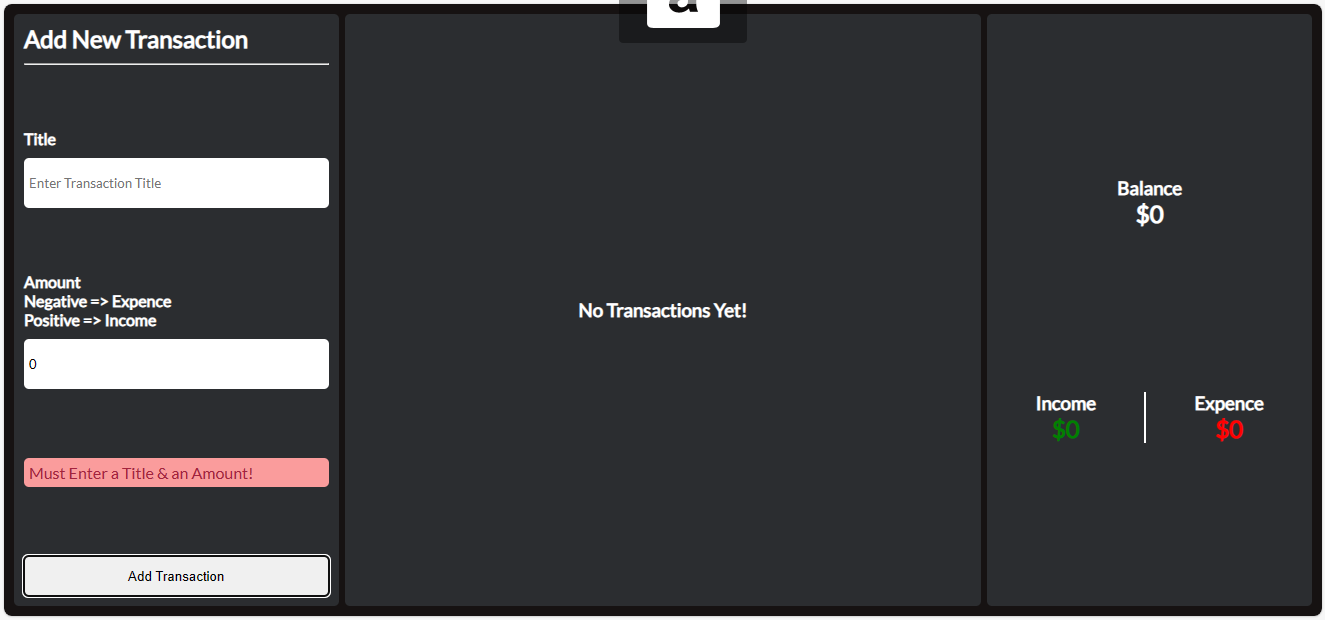 Add New Transaction
Title
Enter Transaction Title
Amount
Negative => Expence
Positive => Income
0
Must Enter a Title & an Amount!
Add Transaction
a
No Transactions Yet!
Balance
$0
Income
$0
Expence
$0